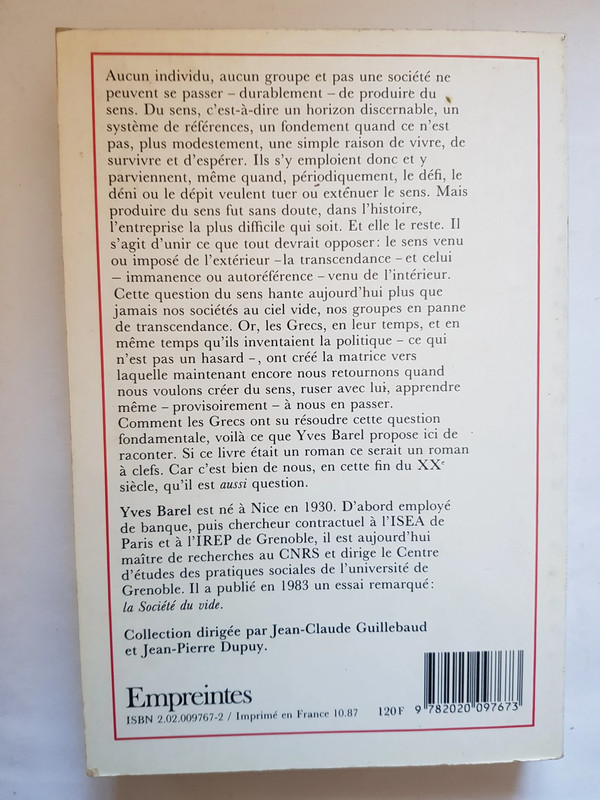 Aucun individu, aucun groupe et pas une société ne
peuvent se passer – durablement – de produire du
sens. Du sens, c'est-à-dire un horizon discernable, un
système de références, un fondement quand ce n'est
pas, plus modestement, une simple raison de vivre, de
survivre et d'espérer. Ils s'y emploient donc et y
parviennent, même quand, périodiquement, le défi, le
déni ou le dépit veulent tuer ou exténuer le sens. Mais
produire du sens fut sans doute, dans l'histoire,
l'entreprise la plus difficile qui soit. Et elle le reste. Il
s'agit d'unir ce que tout devrait opposer: le sens venu
ou imposé de l'extérieur – la transcendance – et celui
– immanence ou autoréférence – venu de l'intérieur.
Cette question du sens hante aujourd'hui plus que
jamais nos sociétés au ciel vide, nos groupes en panne
de transcendance. Or, les Grecs, en leur temps, et en
même temps qu'ils inventaient la politique – ce qui
n'est pas un hasard –, ont créé la matrice vers
laquelle maintenant encore nous retournons quand
nous voulons créer du sens, ruser avec lui, apprendre
même – provisoirement – à nous en passer.
Comment les Grecs ont su résoudre cette question
fondamentale, voilà ce que Yves Barel propose ici de
raconter. Si ce livre était un roman ce serait un roman
à clefs. Car c'est bien de nous, en cette fin du XXe
siècle, qu'il est aussi question.
Yves Barel est né à Nice en 1930. D'abord employé
de banque, puis chercheur contractuel à l'ISEA de
Paris et à l'IREP de Grenoble, il est aujourd'hui
maître de recherches au CNRS et dirige le Centre
d'études des pratiques sociales de l'université de
Grenoble. Il a publié en 1983 un essai remarqué:
la Société du vide.
Collection dirigée par Jean-Claude Guillebaud
et Jean-Pierre Dupuy.
Empreintes
ISBN 2.02.009767-2 / Imprimé en France 10.87 120 F
9 782020 097673